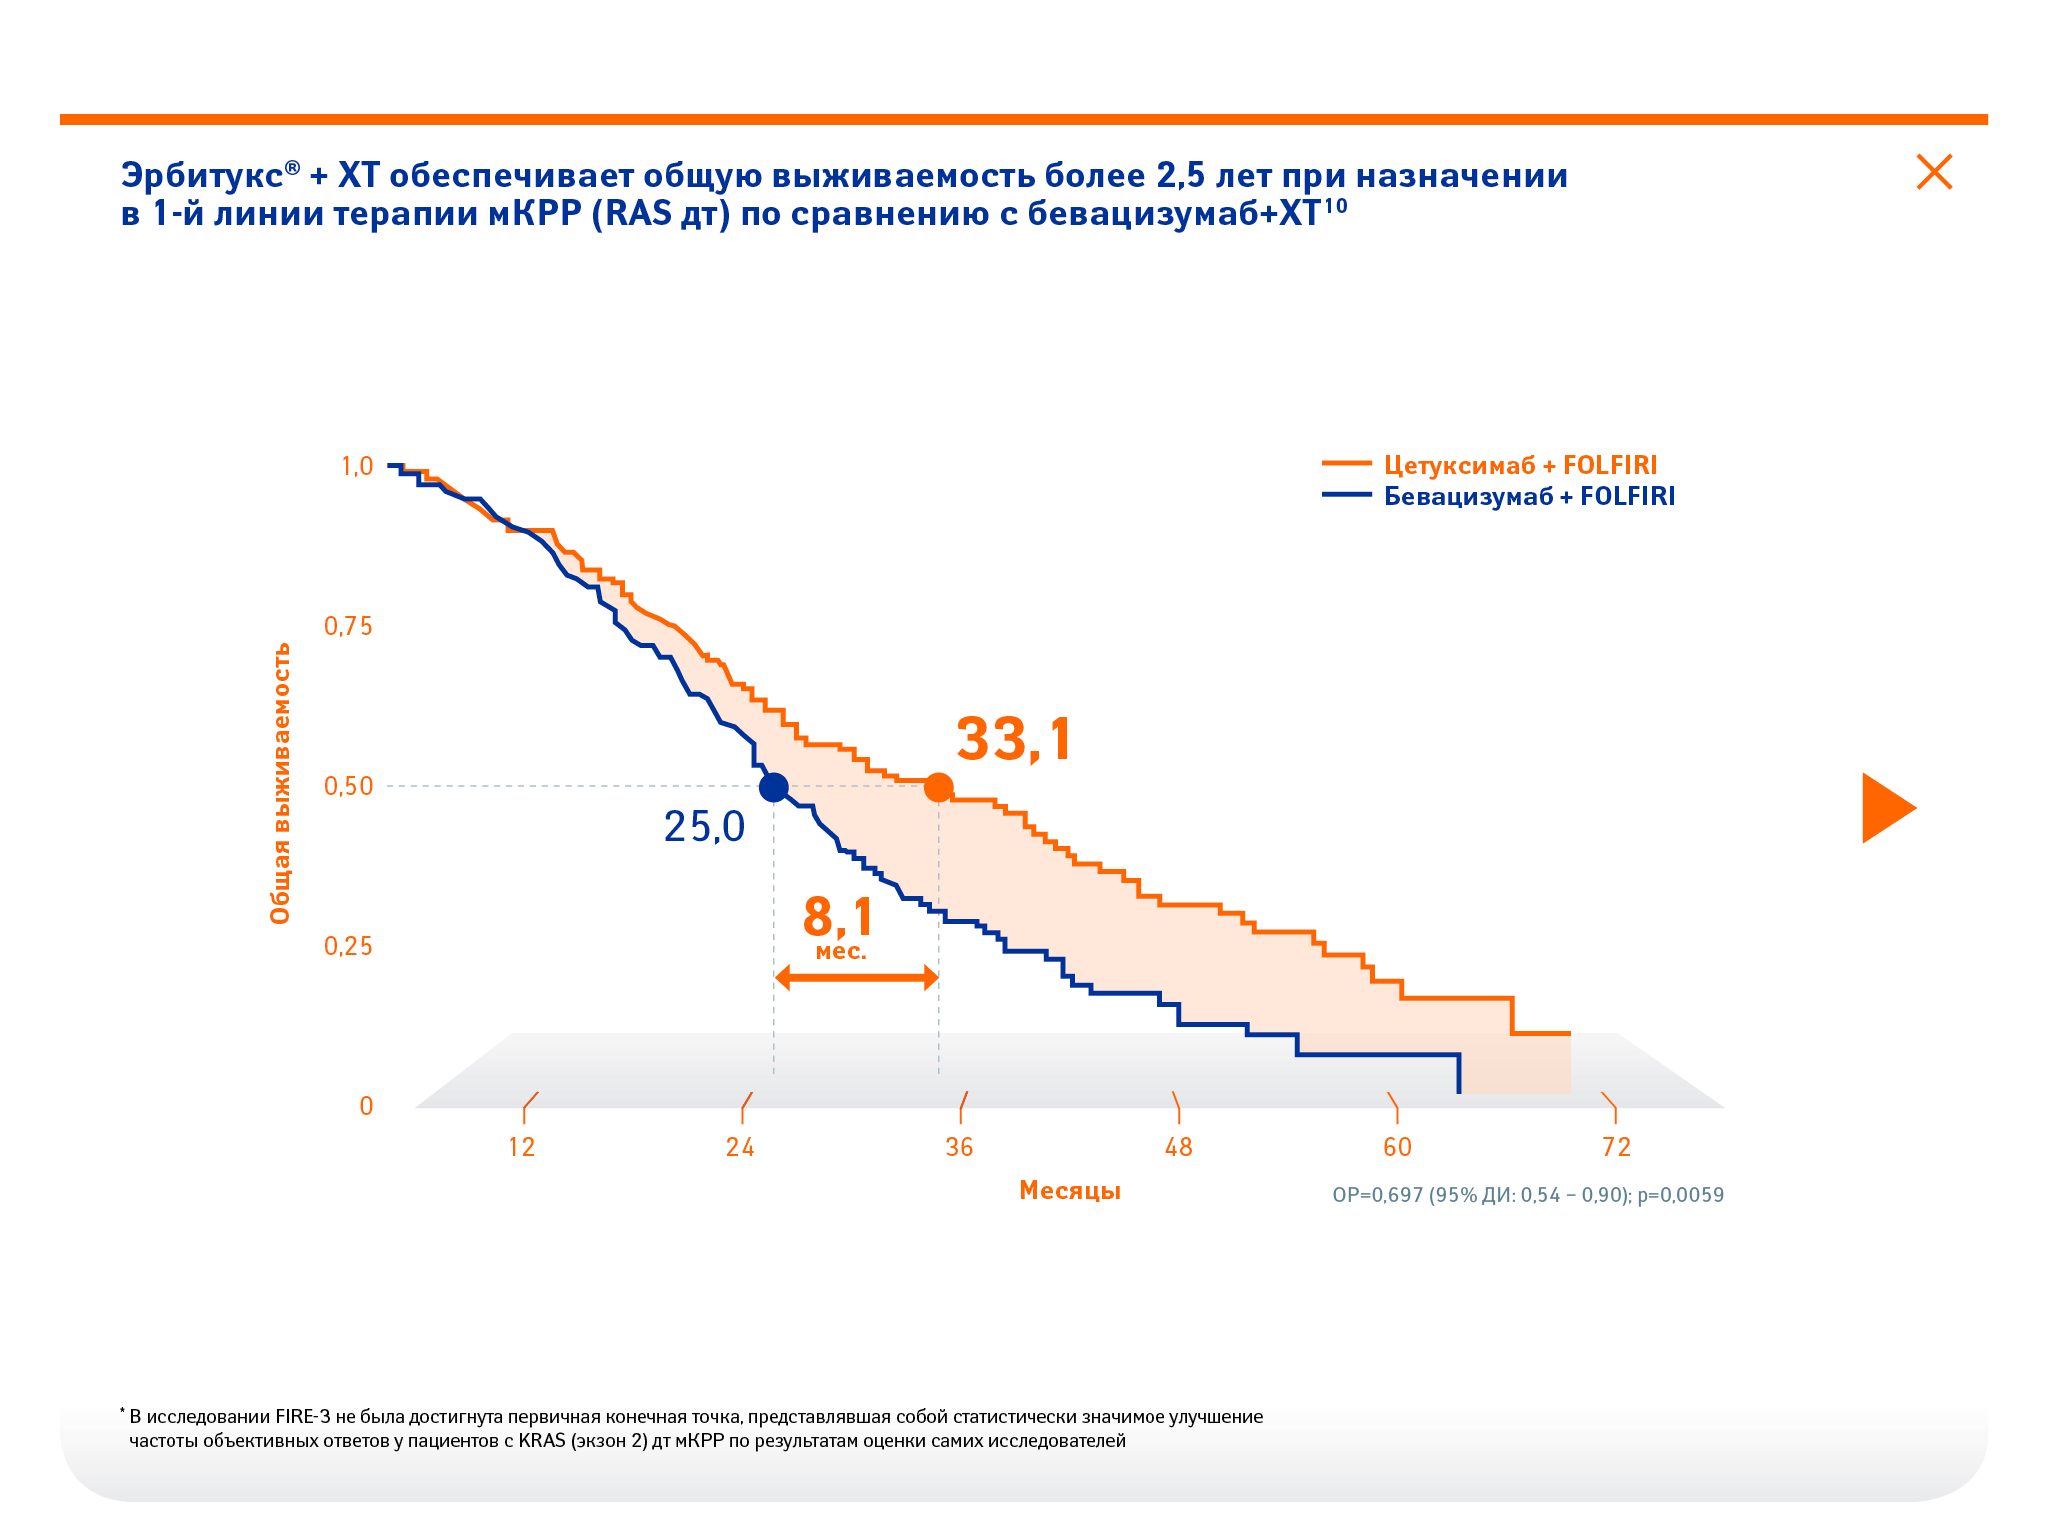 Эрбитукс® + ХТ обеспечивает общую выживаемость более 2,5 лет при назначении
в 1-й линии терапии мКРР (RAS дт) по сравнению с бевацизумаб+ХТ¹⁰
Цетуксимаб + FOLFIRI
Бевацизумаб + FOLFIRI
Общая выживаемость
1,0
0,75
0,50
0,25
0
33,1
25,0
8,1
мес.
12 24 36 48 60 72
Месяцы
ОР=0,697 (95% ДИ: 0,54 – 0,90); p=0,0059
* В исследовании FIRE-3 не была достигнута первичная конечная точка, представлявшая собой статистически значимое улучшение
частоты объективных ответов у пациентов с KRAS (экзон 2) дт мКРР по результатам оценки самих исследователей